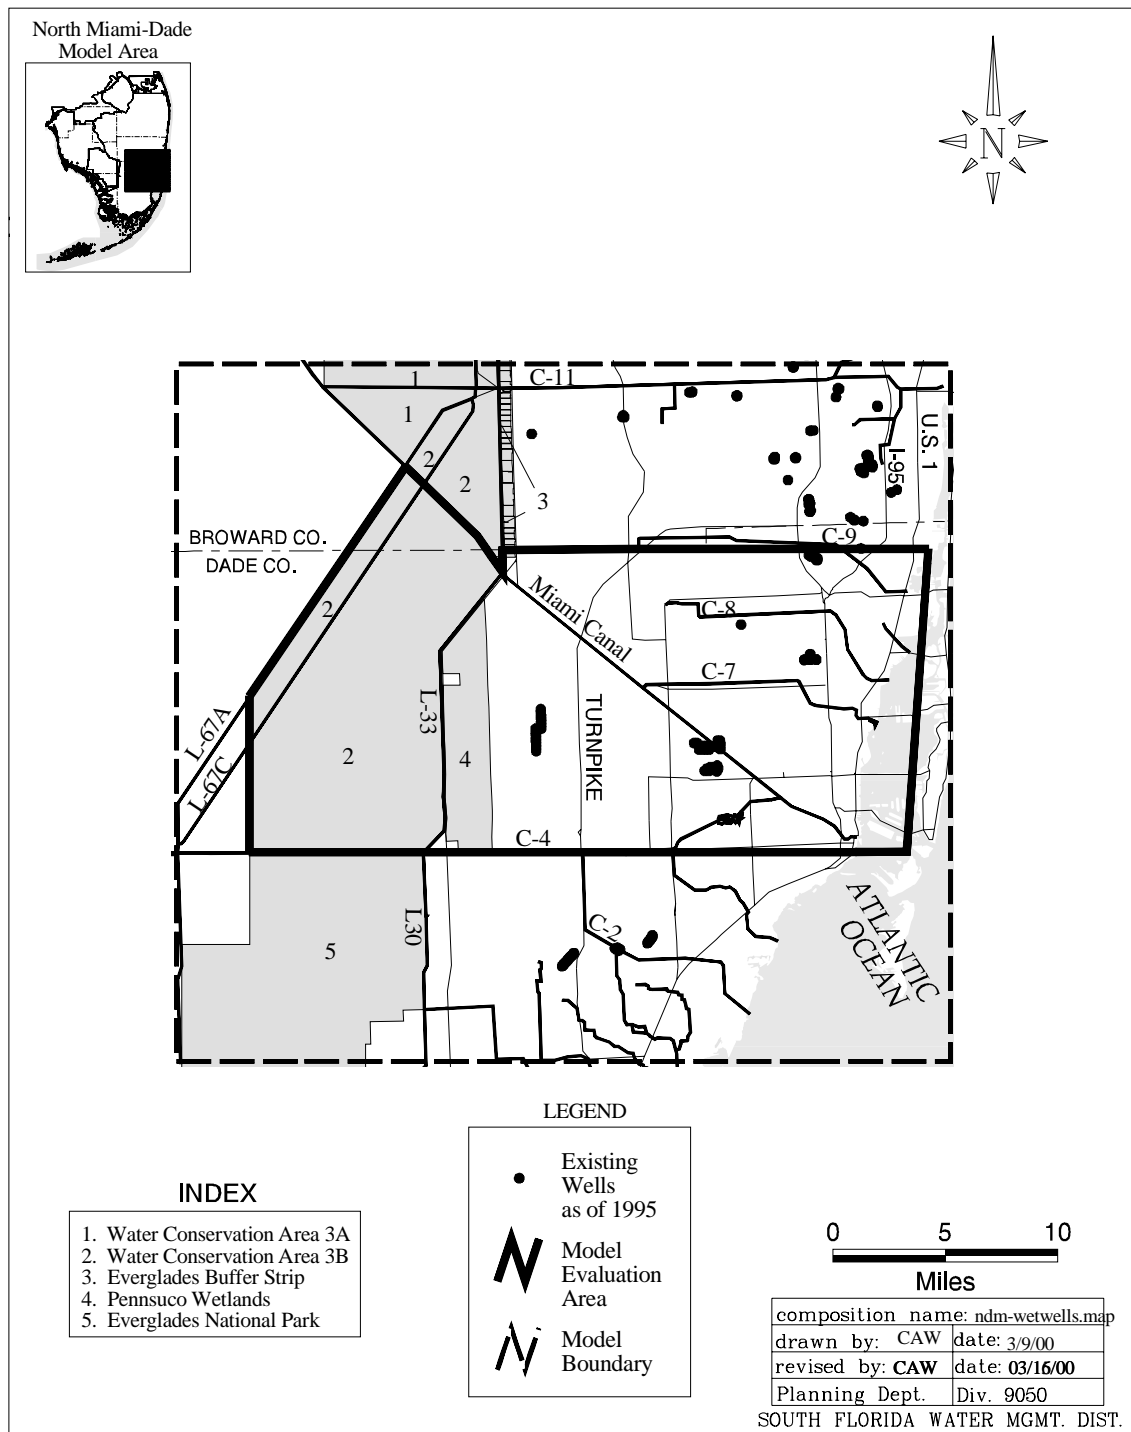 North Miami-Dade
Model Area
N
1
C-11
1
2
2
3
U.S. 1
I-95
BROWARD CO.
DADE CO.
C-9
2
Miami Canal
C-8
C-7
L-67A
L-67C
L-33
TURNPIKE
2
4
C-4
ATLANTIC
OCEAN
L30
C-2
5
LEGEND
Existing
Wells
as of 1995
Model
Evaluation
Area
Model
Boundary
INDEX
1. Water Conservation Area 3A
2. Water Conservation Area 3B
3. Everglades Buffer Strip
4. Pennsuco Wetlands
5. Everglades National Park
0 5 10
Miles
composition name: ndm-wetwells.map
drawn by: CAW date: 3/9/00
revised by: CAW date: 03/16/00
Planning Dept. Div. 9050
SOUTH FLORIDA WATER MGMT. DIST.